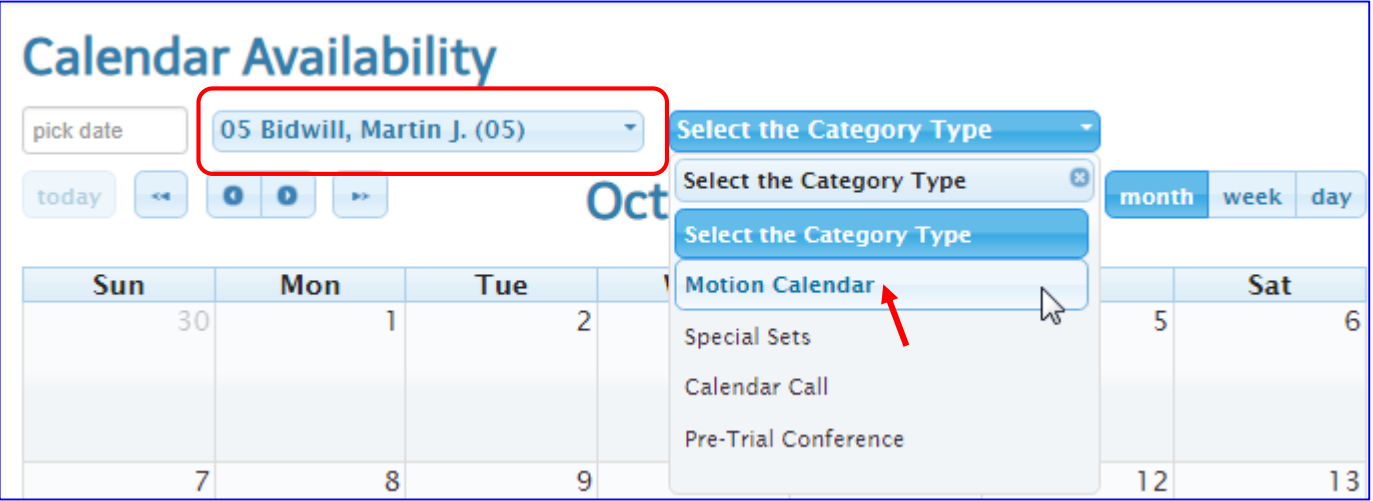 Calendar Availability
pick date
05 Bidwill, Martin J. (05)
Select the Category Type
today
Oct
month week day
Select the Category Type
Select the Category Type
Motion Calendar
Special Sets
Calendar Call
Pre-Trial Conference
Sun Mon Tue Sat
30 1 2 5 6
7 8 9 12 13